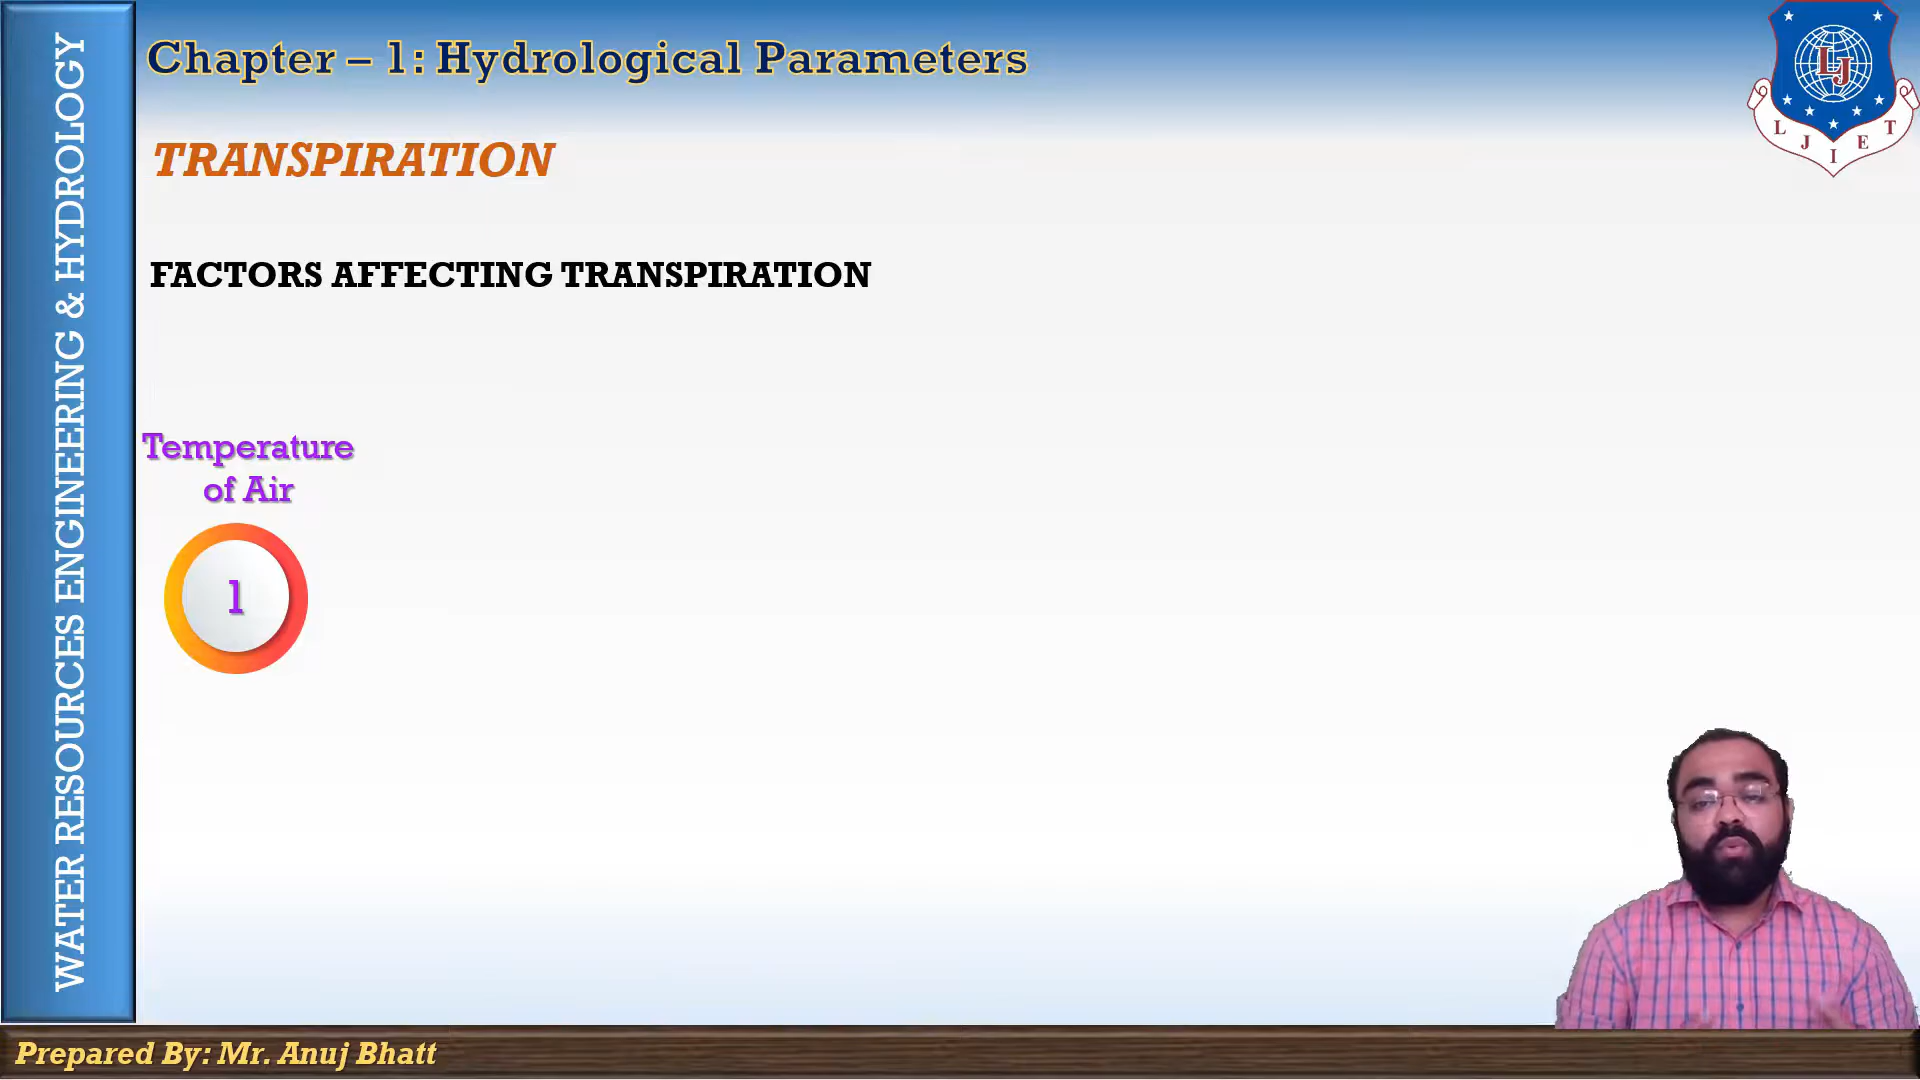 WATER RESOURCES ENGINEERING & HYDROLOGY
Chapter – 1: Hydrological Parameters
LJ
L J I E T
TRANSPIRATION
FACTORS AFFECTING TRANSPIRATION
Temperature
of Air
1
Prepared By: Mr. Anuj Bhatt